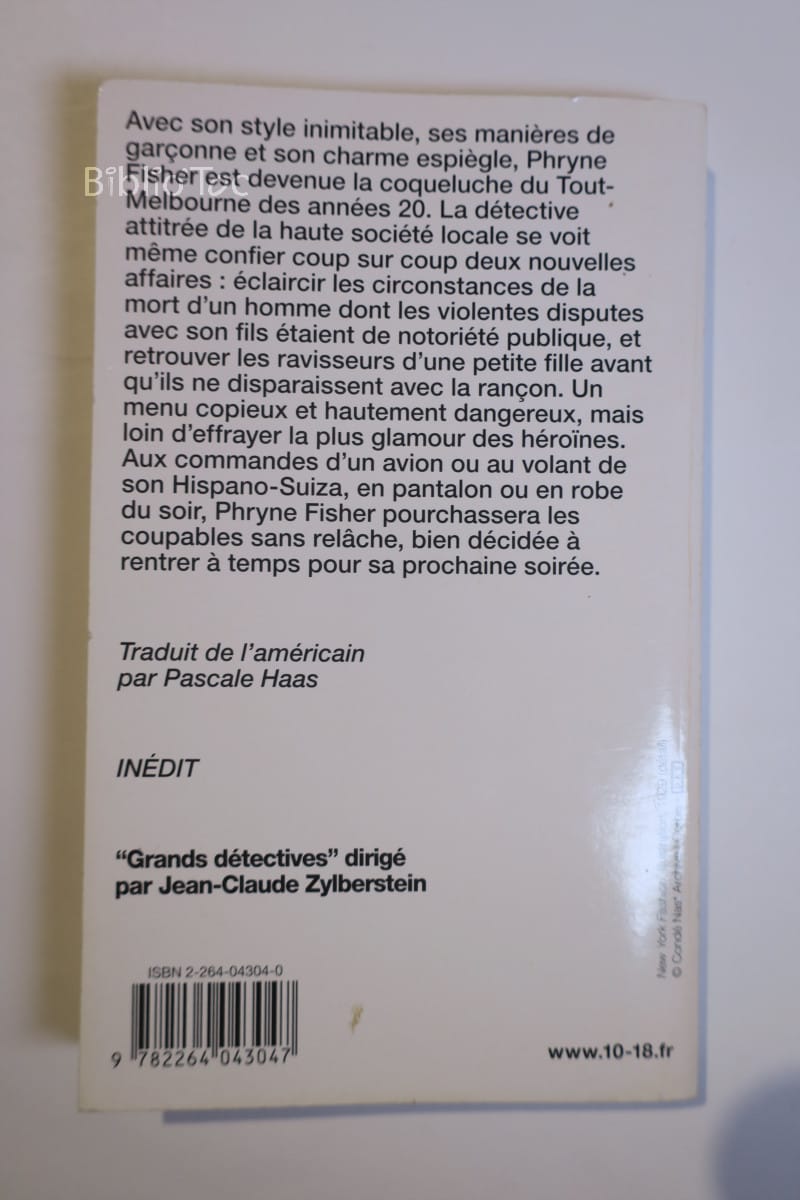 Avec son style inimitable, ses manières de
garçonne et son charme espiègle, Phryne
Fisher est devenue la coqueluche du Tout-
Melbourne des années 20. La détective
attitrée de la haute société locale se voit
même confier coup sur coup deux nouvelles
affaires : éclaircir les circonstances de la
mort d'un homme dont les violentes disputes
avec son fils étaient de notoriété publique, et
retrouver les ravisseurs d'une petite fille avant
qu'ils ne disparaissent avec la rançon. Un
menu copieux et hautement dangereux, mais
loin d'effrayer la plus glamour des héroïnes.
Aux commandes d'un avion ou au volant de
son Hispano-Suiza, en pantalon ou en robe
du soir, Phryne Fisher pourchassera les
coupables sans relâche, bien décidée à
rentrer à temps pour sa prochaine soirée.
BiblioToc
Traduit de l'américain
par Pascale Haas
INÉDIT
“Grands détectives” dirigé
par Jean-Claude Zylberstein
ISBN 2-264-04304-0
9 782264 043047
www.10-18.fr
New York
© Condé Nast